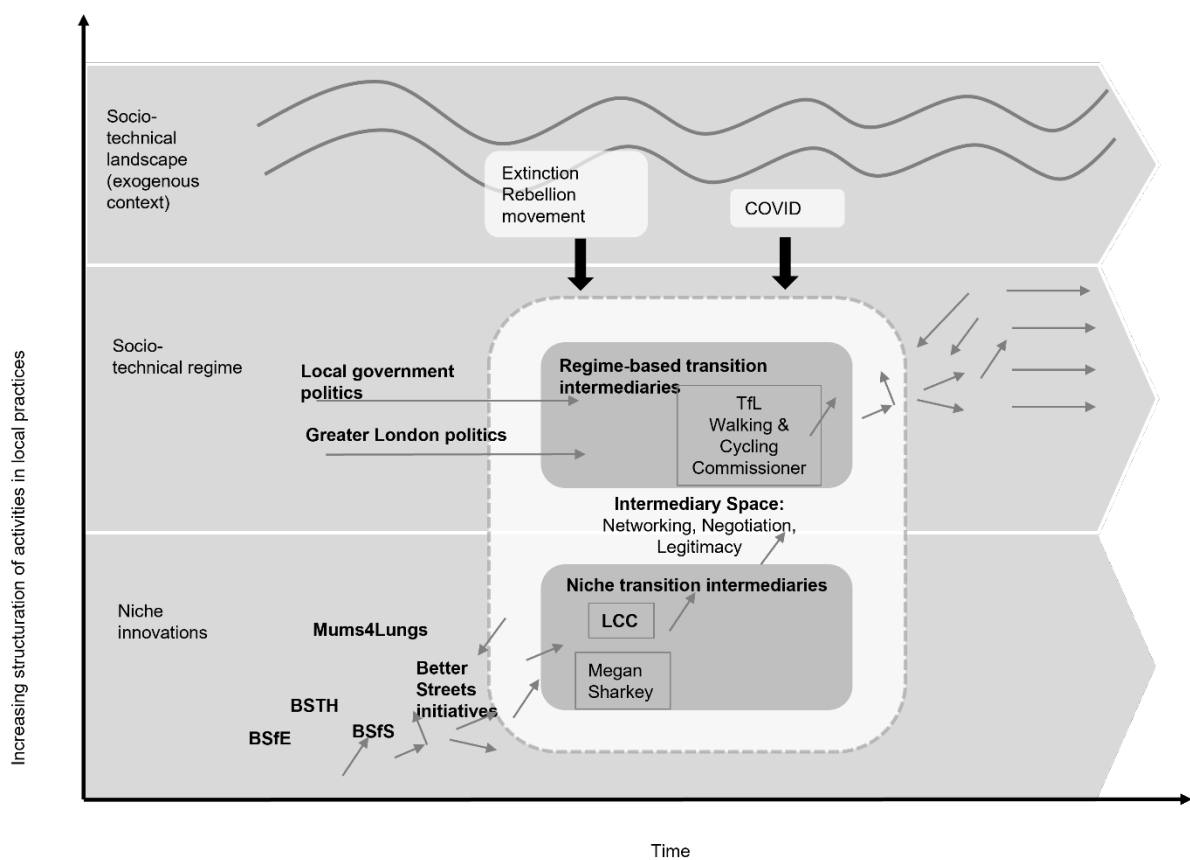 Socio-
technical
landscape
(exogenous
context)
Extinction
Rebellion
movement
COVID
Socio-
technical regime
Local government
politics
Greater London politics
Regime-based transition
intermediaries
TfL
Walking &
Cycling
Commissioner
Intermediary Space:
Networking, Negotiation,
Legitimacy
Niche
innovations
Niche transition intermediaries
LCC
Megan
Sharkey
Mums4Lungs
Better
Streets
initiatives
BSTH
BSfE
BSfS
Increasing structuration of activities in local practices
Time